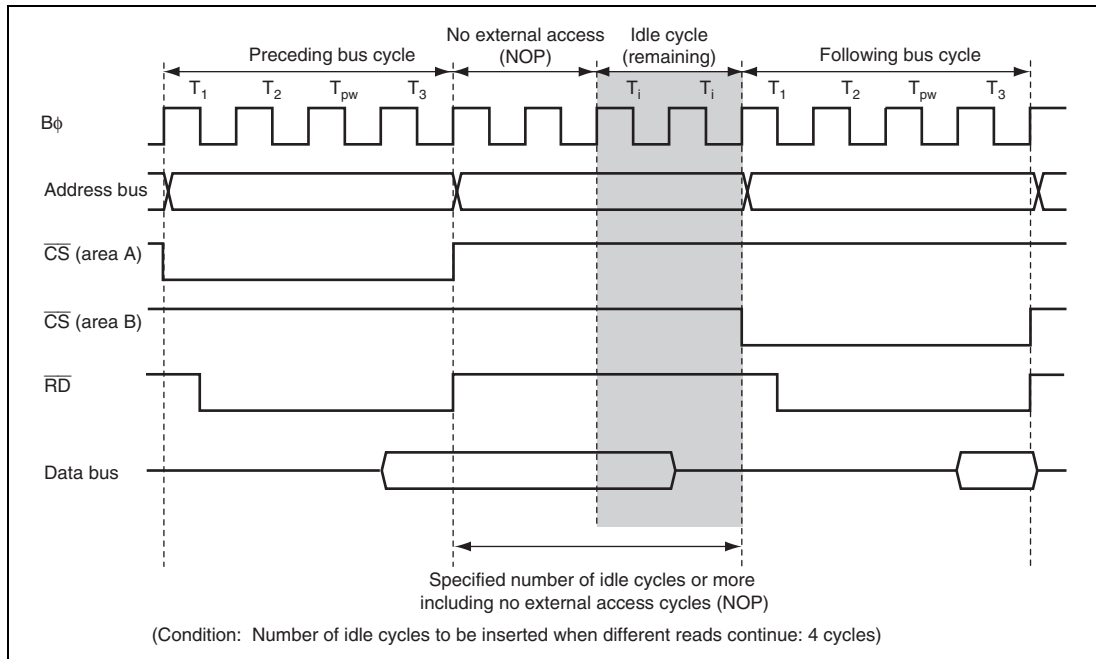 No external access
(NOP)
Idle cycle
(remaining)
Preceding bus cycle
Following bus cycle
T1 T2 Tpw T3 Ti Ti T1 T2 Tpw T3
Bϕ
Address bus
C̅S̅ (area A)
C̅S̅ (area B)
R̅D̅
Data bus
Specified number of idle cycles or more
including no external access cycles (NOP)
(Condition: Number of idle cycles to be inserted when different reads continue: 4 cycles)